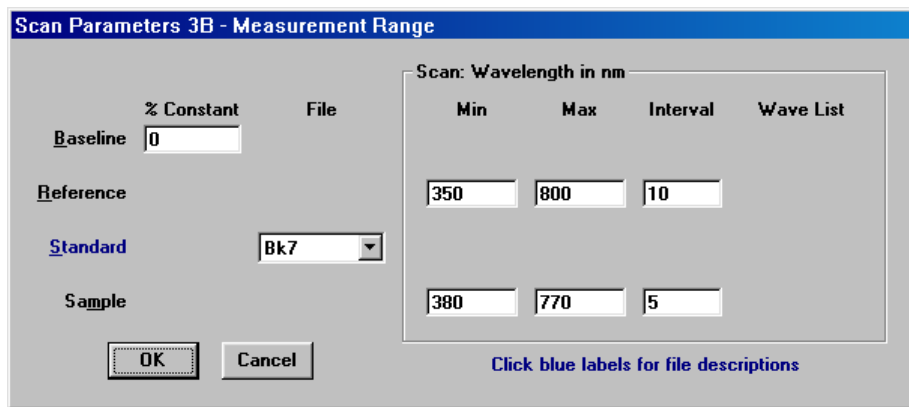 Scan Parameters 3B - Measurement Range
Scan: Wavelength in nm
% Constant File Min Max Interval Wave List
Baseline 0
Reference 350 800 10
Standard Bk7
Sample 380 770 5
OK Cancel
Click blue labels for file descriptions